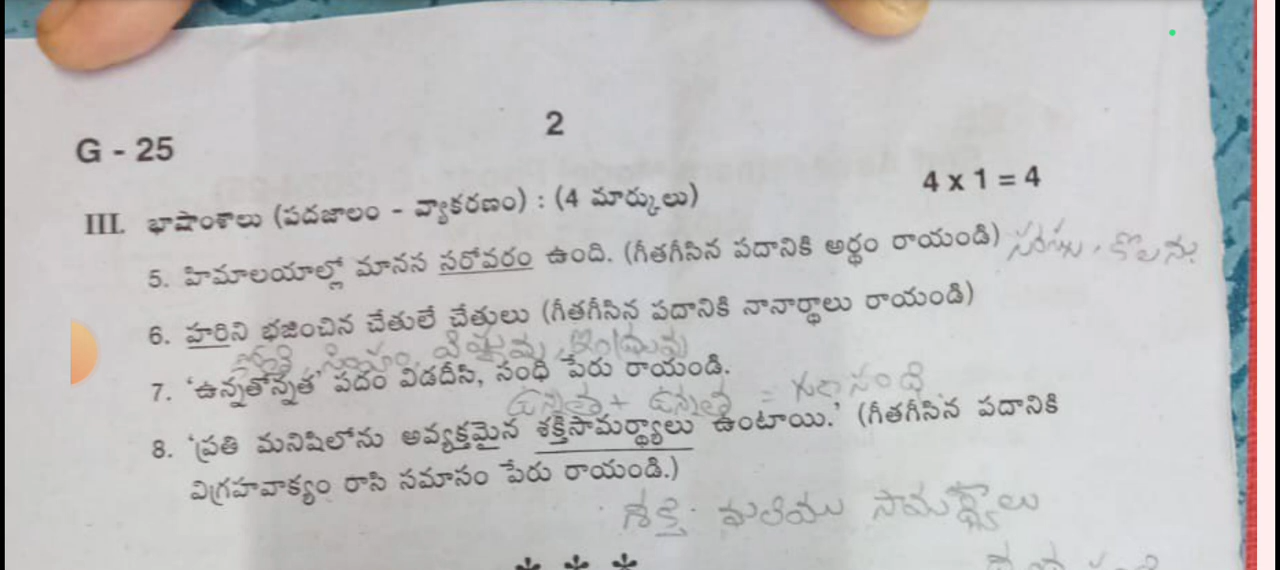 2
G - 25
4 x 1 = 4
III. భాషాంశాలు (పదజాలం - వ్యాకరణం) : (4 మార్కులు)
5. హిమాలయాల్లో మానస సరోవరం ఉంది. (గీతగీసిన పదానికి అర్థం రాయండి) సరస్సు, కొలను
6. హరిని భజించిన చేతులే చేతులు (గీతగీసిన పదానికి నానార్థాలు రాయండి)
సింహం, విష్ణువు, ఇంద్రుడు
7. 'ఉన్నతోన్నత' పదం విడదీసి, సంధి పేరు రాయండి.
ఉన్నత + ఉన్నత = గుణసంధి
8. 'ప్రతి మనిషిలోను అవ్యక్తమైన శక్తిసామర్థ్యాలు ఉంటాయి.' (గీతగీసిన పదానికి
విగ్రహవాక్యం రాసి సమాసం పేరు రాయండి.)
శక్తి మరియు సామర్థ్యాలు
* * *